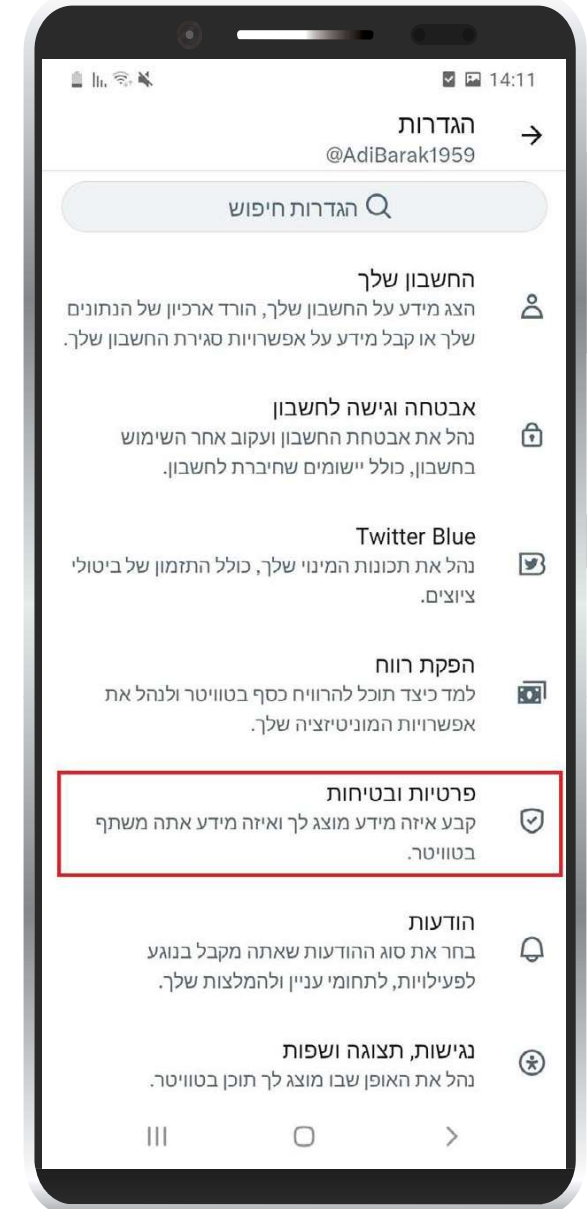 14:11
הגדרות
@AdiBarak1959
הגדרות חיפוש
החשבון שלך
הצג מידע על החשבון שלך, הורד ארכיון של הנתונים
שלך או קבל מידע על אפשרויות סגירת החשבון שלך.
אבטחה וגישה לחשבון
נהל את אבטחת החשבון ועקוב אחר השימוש
בחשבון, כולל יישומים שחיברת לחשבון.
Twitter Blue
נהל את תכונות המינוי שלך, כולל התזמון של ביטולי
ציוצים.
הפקת רווח
למד כיצד תוכל להרוויח כסף בטוויטר ולנהל את
אפשרויות המוניטיזציה שלך.
פרטיות ובטיחות
קבע איזה מידע מוצג לך ואיזה מידע אתה משתף
בטוויטר.
הודעות
בחר את סוג ההודעות שאתה מקבל בנוגע
לפעילויות, לתחומי עניין ולהמלצות שלך.
נגישות, תצוגה ושפות
נהל את האופן שבו מוצג לך תוכן בטוויטר.